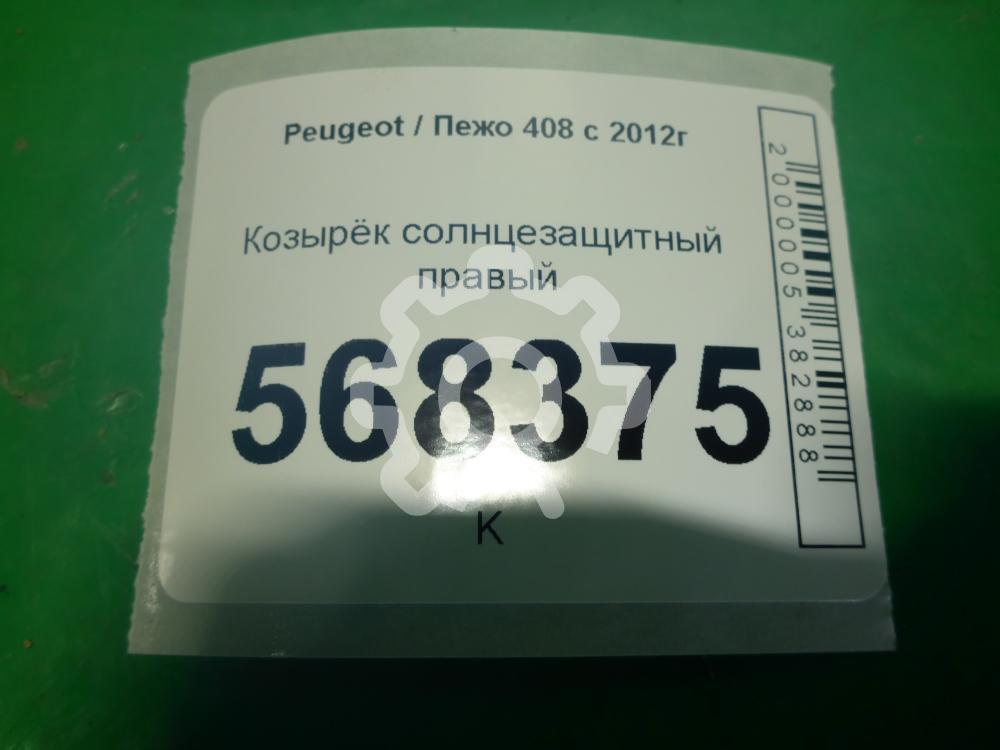 Peugeot / Пежо 408 с 2012г
Козырёк солнцезащитный
правый
568375
К
2000005382888